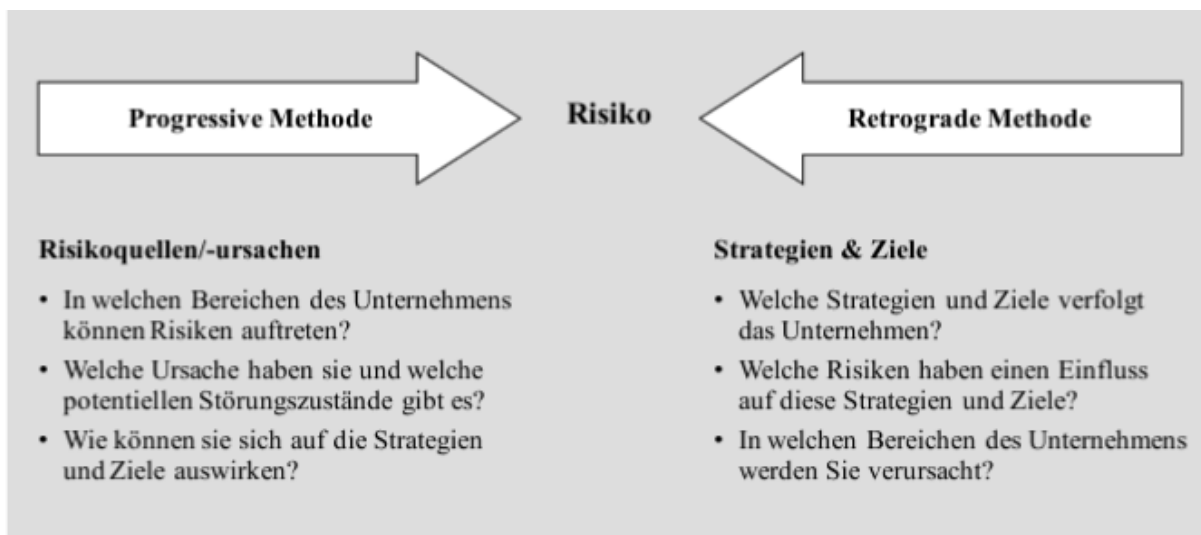 Progressive Methode
Risiko
Retrograde Methode
Risikoquellen/-ursachen
• In welchen Bereichen des Unternehmens
können Risiken auftreten?
• Welche Ursache haben sie und welche
potentiellen Störungszustände gibt es?
• Wie können sie sich auf die Strategien
und Ziele auswirken?
Strategien & Ziele
• Welche Strategien und Ziele verfolgt
das Unternehmen?
• Welche Risiken haben einen Einfluss
auf diese Strategien und Ziele?
• In welchen Bereichen des Unternehmens
werden Sie verursacht?